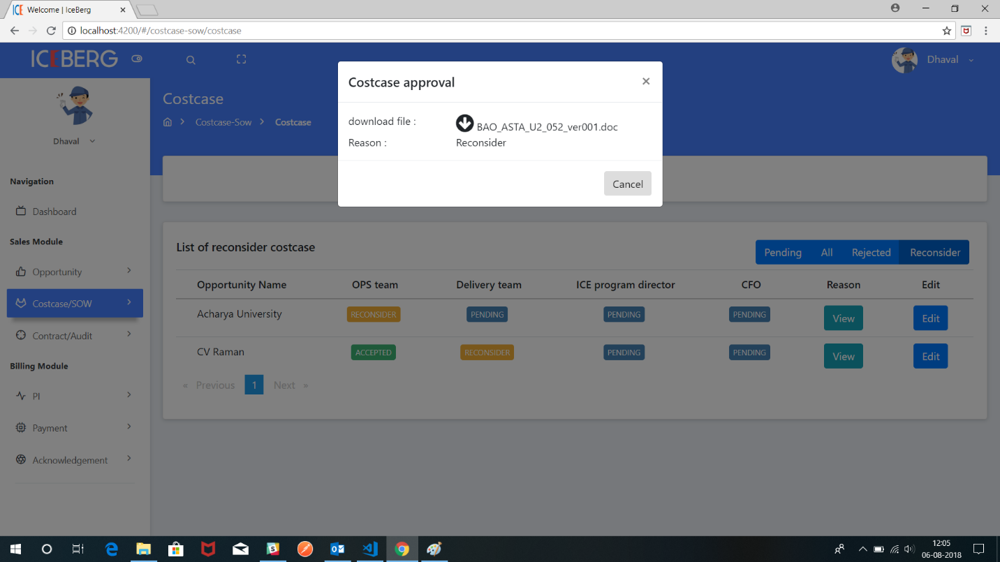 ICE Welcome | IceBerg
localhost:4200/#/costcase-sow/costcase
ICEBERG
Dhaval
Costcase approval
×
download file :
BAO_ASTA_U2_052_ver001.doc
Reason :
Reconsider
Cancel
Costcase
Costcase-Sow
Costcase
Dhaval
Navigation
Dashboard
Sales Module
Opportunity
Costcase/SOW
Contract/Audit
Billing Module
PI
Payment
Acknowledgement
List of reconsider costcase
Pending All Rejected Reconsider
Opportunity Name OPS team Delivery team ICE program director CFO Reason Edit
Acharya University RECONSIDER PENDING PENDING PENDING View Edit
CV Raman ACCEPTED RECONSIDER PENDING PENDING View Edit
« Previous 1 Next »
12:05
06-08-2018